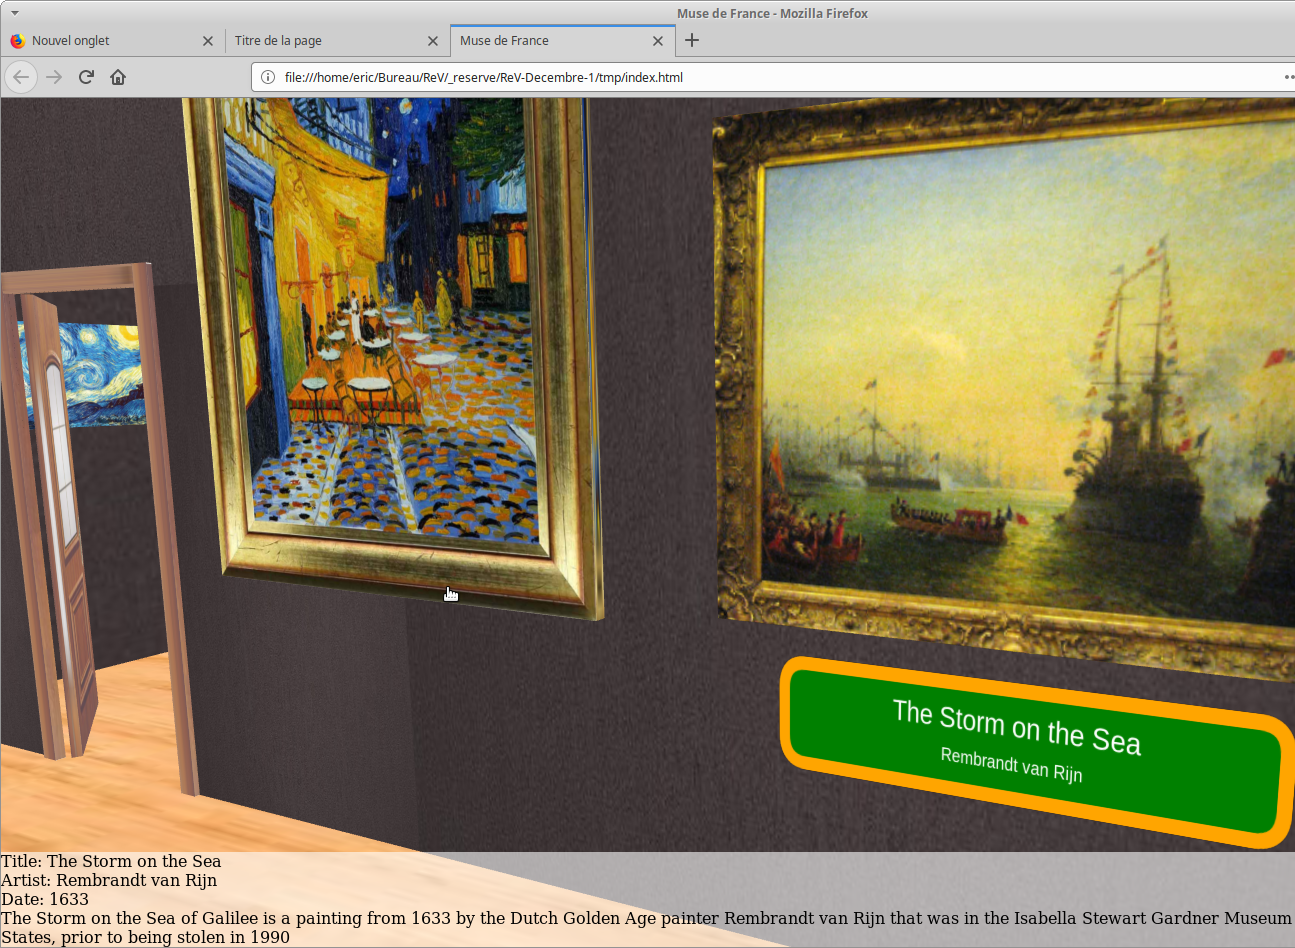 Muse de France - Mozilla Firefox
Nouvel onglet
Titre de la page
Muse de France
file:///home/eric/Bureau/ReV/_reserve/ReV-Decembre-1/tmp/index.html
The Storm on the Sea
Rembrandt van Rijn
Title: The Storm on the Sea
Artist: Rembrandt van Rijn
Date: 1633
The Storm on the Sea of Galilee is a painting from 1633 by the Dutch Golden Age painter Rembrandt van Rijn that was in the Isabella Stewart Gardner Museum
States, prior to being stolen in 1990